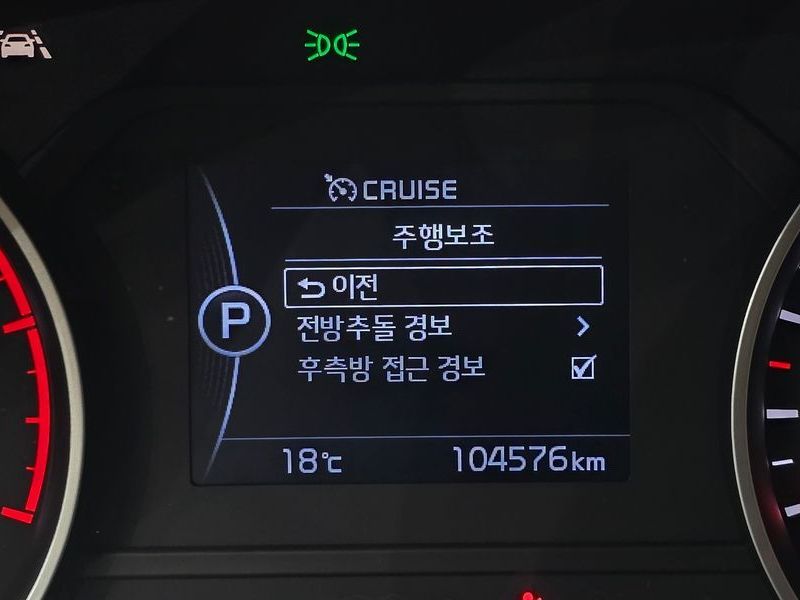 CRUISE
주행보조
이전
P
전방추돌 경보
후측방 접근 경보
18℃ 104576km